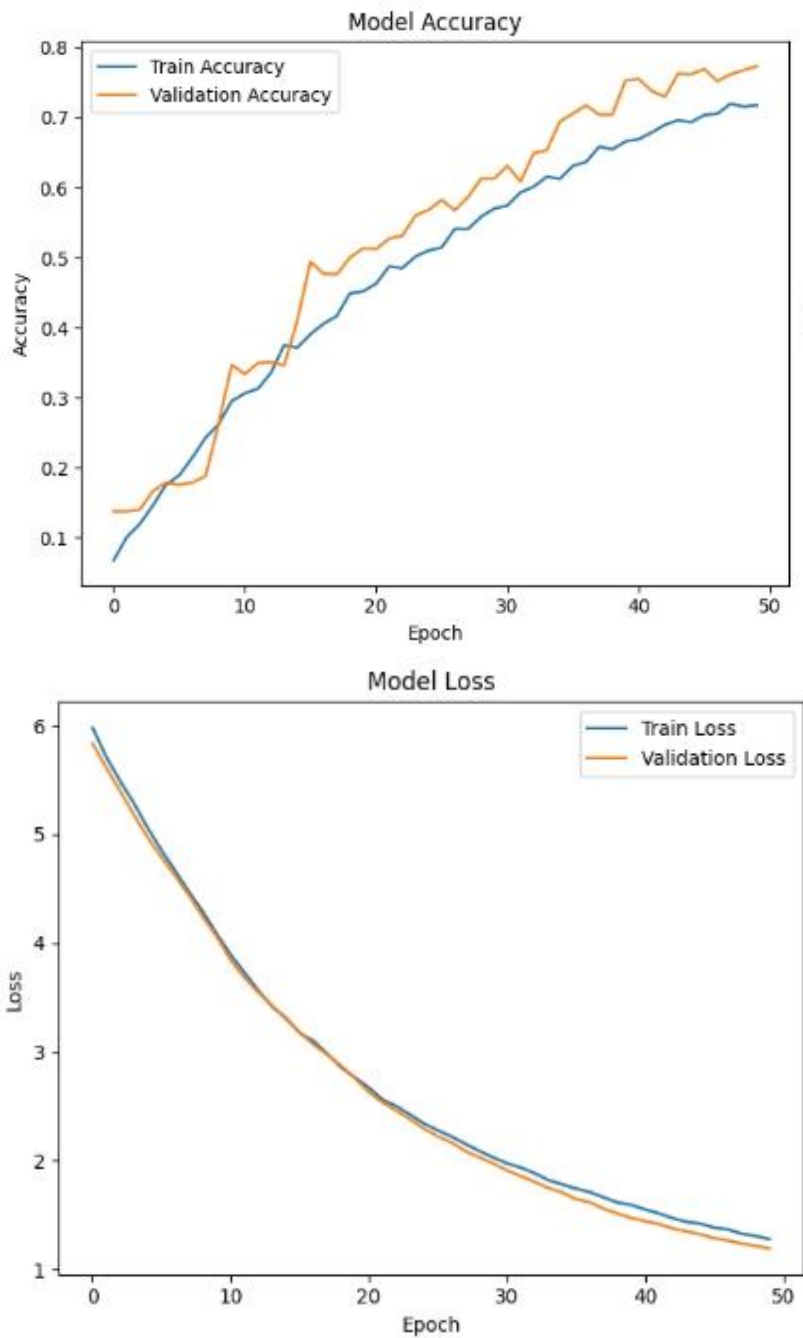 Model Accuracy
0.8
Train Accuracy
Validation Accuracy
0.7
0.6
0.5
0.4
0.3
0.2
0.1
Accuracy
0 10 20 30 40 50
Epoch
Model Loss
6
Train Loss
Validation Loss
5
4
3
2
1
Loss
0 10 20 30 40 50
Epoch